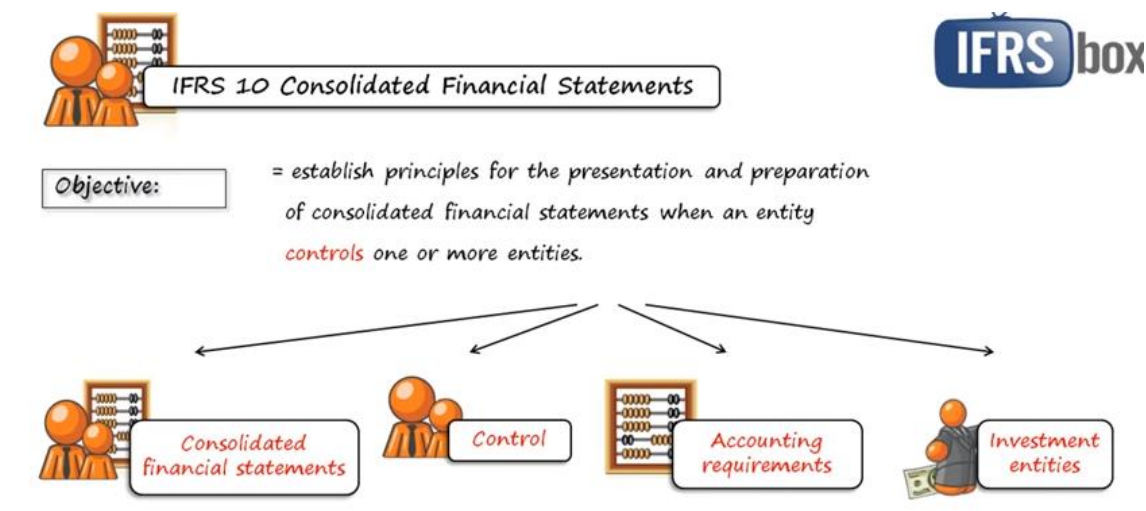 IFRS box
IFRS 10 Consolidated Financial Statements
Objective:
= establish principles for the presentation and preparation
of consolidated financial statements when an entity
controls one or more entities.
Consolidated
financial statements
Control
Accounting
requirements
Investment
entities